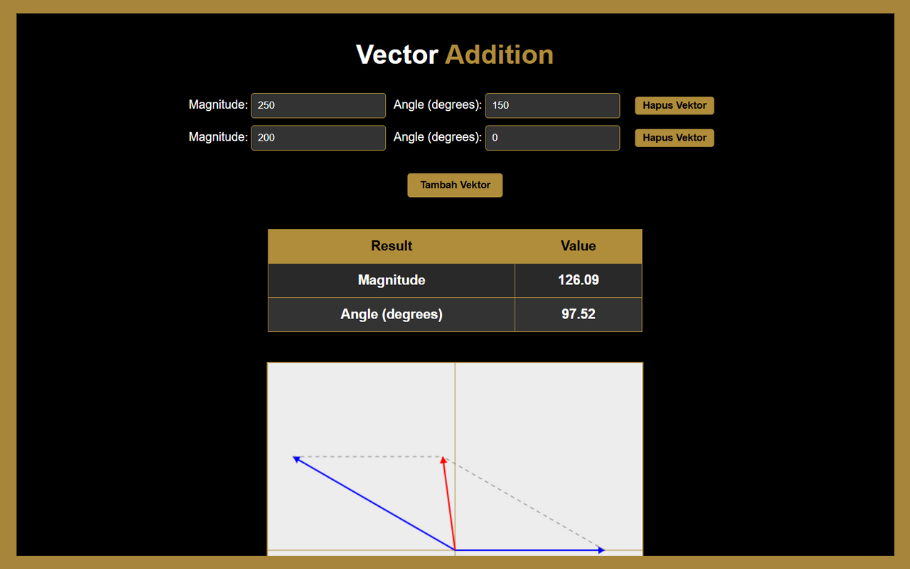 Vector Addition
Magnitude: 250 Angle (degrees): 150 Hapus Vektor
Magnitude: 200 Angle (degrees): 0 Hapus Vektor
Tambah Vektor
Result Value
Magnitude 126.09
Angle (degrees) 97.52